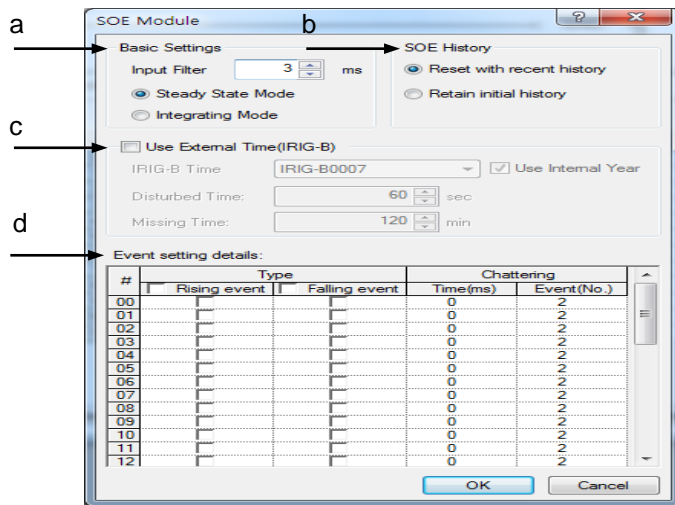 a
b
c
d
SOE Module
?
Basic Settings
Input Filter 3 ms
Steady State Mode
Integrating Mode
SOE History
Reset with recent history
Retain initial history
Use External Time(IRIG-B)
IRIG-B Time IRIG-B0007 Use Internal Year
Disturbed Time: 60 sec
Missing Time: 120 min
Event setting details:
# Type Chattering
Rising event Falling event Time(ms) Event(No.)
00 0 2
01 0 2
02 0 2
03 0 2
04 0 2
05 0 2
06 0 2
07 0 2
08 0 2
09 0 2
10 0 2
11 0 2
12 0 2
OK Cancel